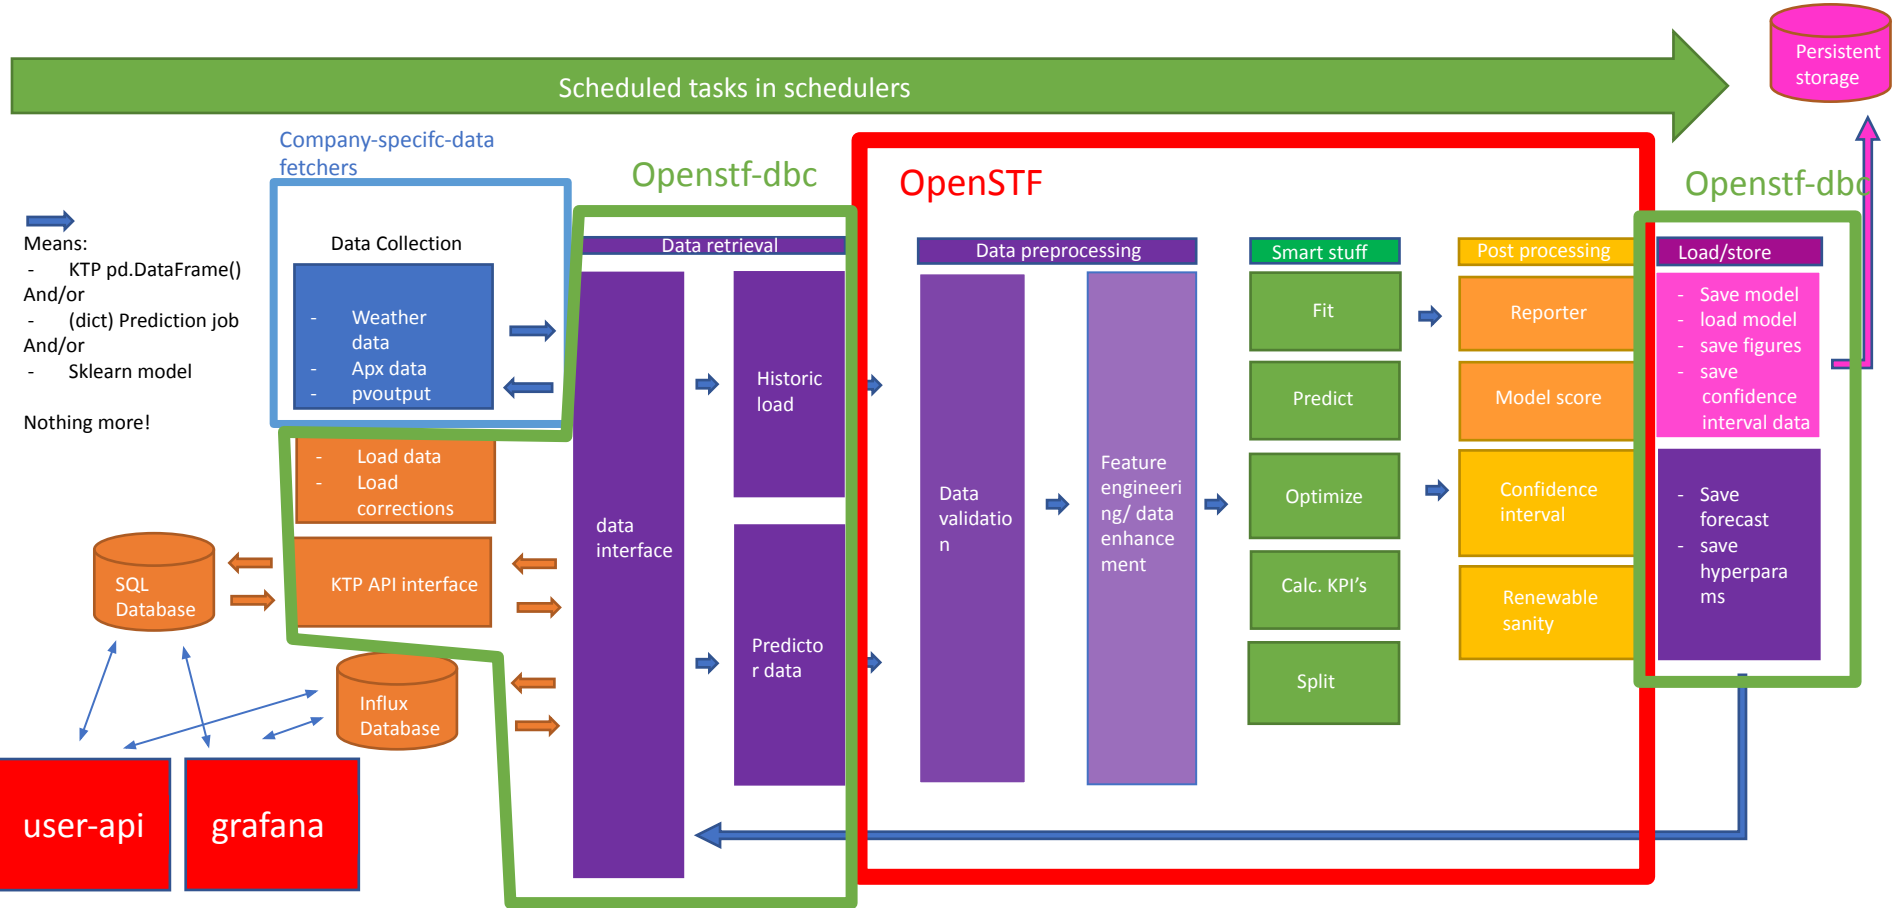 Persistent
storage
Scheduled tasks in schedulers
Company-specifc-data
fetchers
Openstf-dbc
OpenSTF
Openstf-dbc
Means:
- KTP pd.DataFrame()
And/or
- (dict) Prediction job
And/or
- Sklearn model
Nothing more!
Data Collection
- Weather
data
- Apx data
- pvoutput
- Load data
- Load
corrections
KTP API interface
SQL
Database
Influx
Database
user-api
grafana
Data retrieval
data
interface
Historic
load
Predicto
r data
Data preprocessing
Data
validatio
n
Feature
engineeri
ng/ data
enhance
ment
Smart stuff
Fit
Predict
Optimize
Calc. KPI's
Split
Post processing
Reporter
Model score
Confidence
interval
Renewable
sanity
Load/store
- Save model
- load model
- save figures
- save
confidence
interval data
- Save
forecast
- save
hyperpara
ms